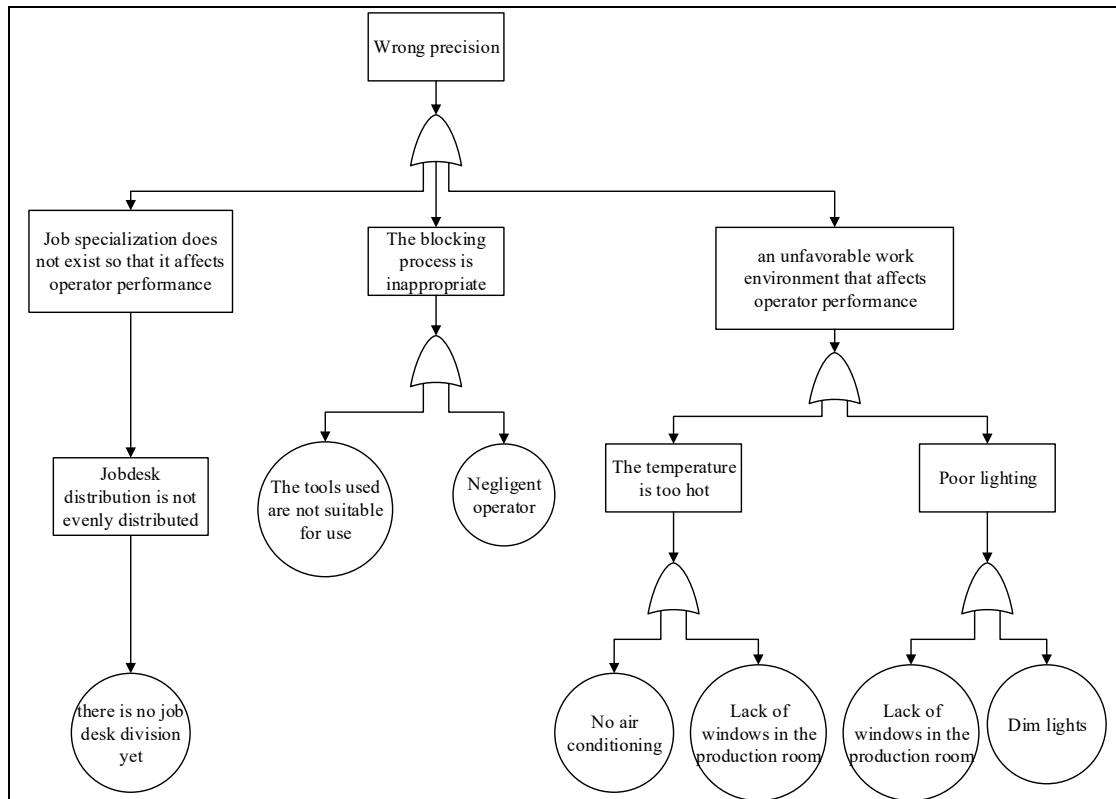 Wrong precision
Job specialization does
not exist so that it affects
operator performance
The blocking
process is
inappropriate
an unfavorable work
environment that affects
operator performance
Jobdesk
distribution is not
evenly distributed
The tools used
are not suitable
for use
Negligent
operator
The temperature
is too hot
Poor lighting
there is no job
desk division
yet
No air
conditioning
Lack of
windows in the
production room
Lack of
windows in the
production room
Dim lights